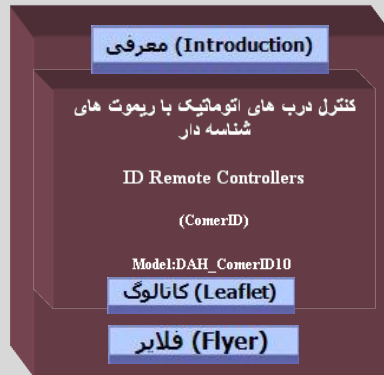 معرفی (Introduction)
کنترل درب های اتوماتیک با ریموت های
شناسه دار
ID Remote Controllers
(ComerID)
Model:DAH_ComerID10
کاتالوگ (Leaflet)
فلایر (Flyer)